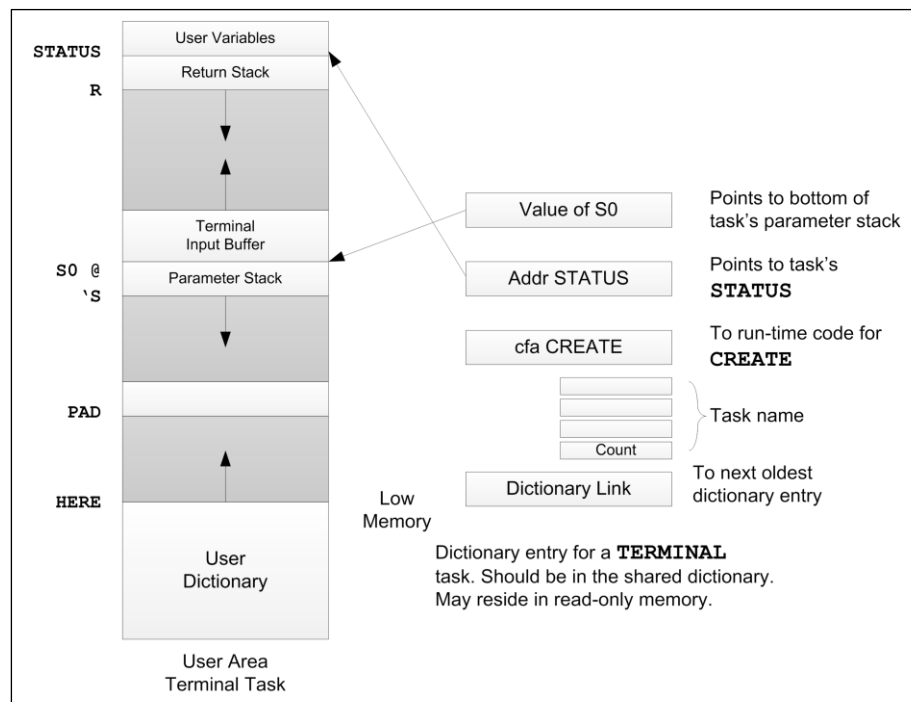 User Variables
STATUS
Return Stack
R
Terminal
Input Buffer
S0 @
Parameter Stack
‘S
PAD
HERE
User
Dictionary
User Area
Terminal Task
Value of S0
Points to bottom of
task’s parameter stack
Addr STATUS
Points to task’s
STATUS
cfa CREATE
To run-time code for
CREATE
Task name
Count
Dictionary Link
To next oldest
dictionary entry
Low
Memory
Dictionary entry for a TERMINAL
task. Should be in the shared dictionary.
May reside in read-only memory.